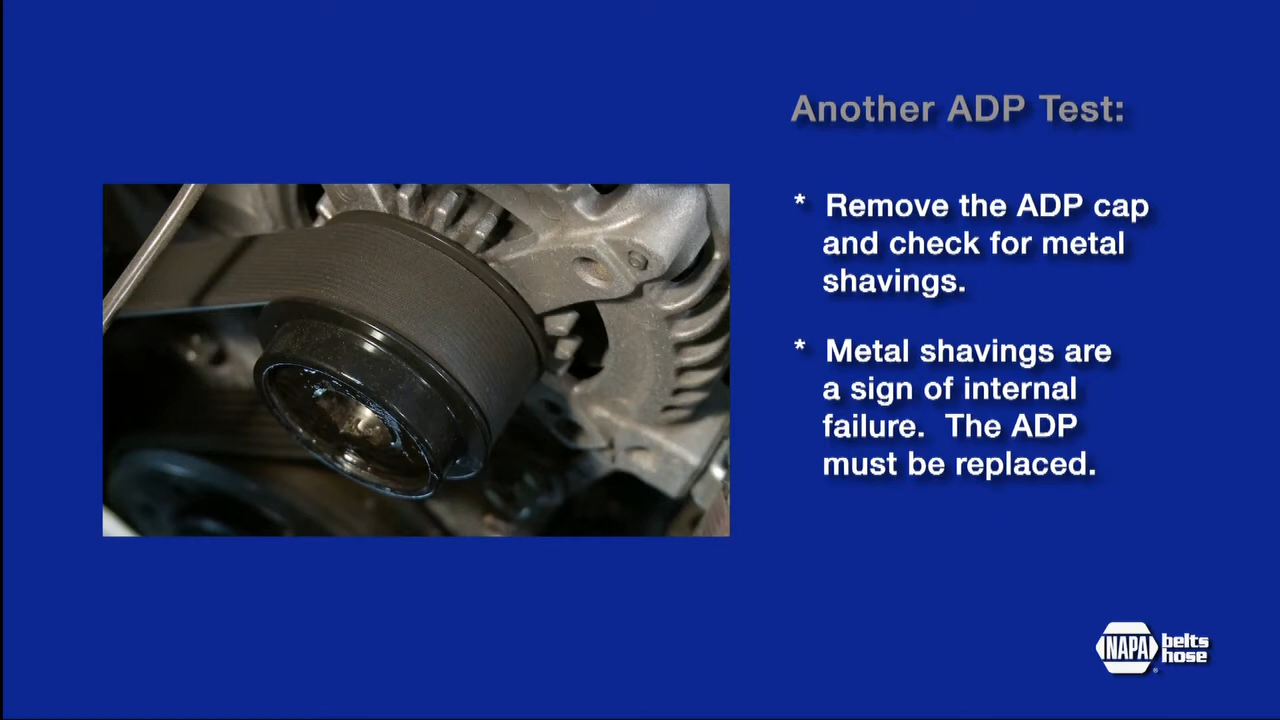 Another ADP Test:
* Remove the ADP cap
and check for metal
shavings.
* Metal shavings are
a sign of internal
failure. The ADP
must be replaced.
NAPA belts
hose